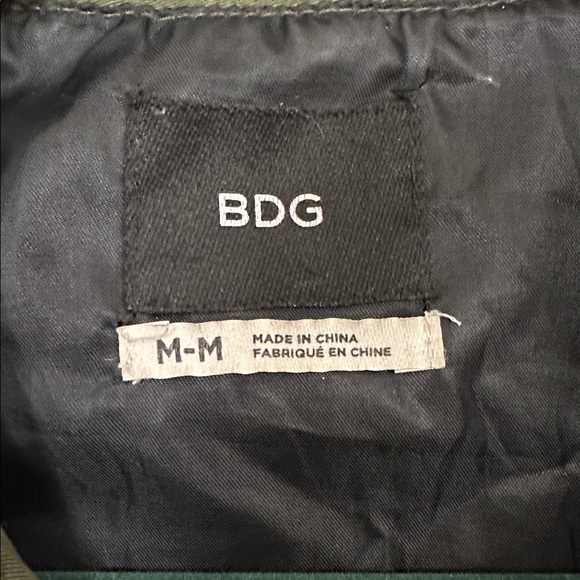 BDG
M-M
MADE IN CHINA
FABRIQUÉ EN CHINE